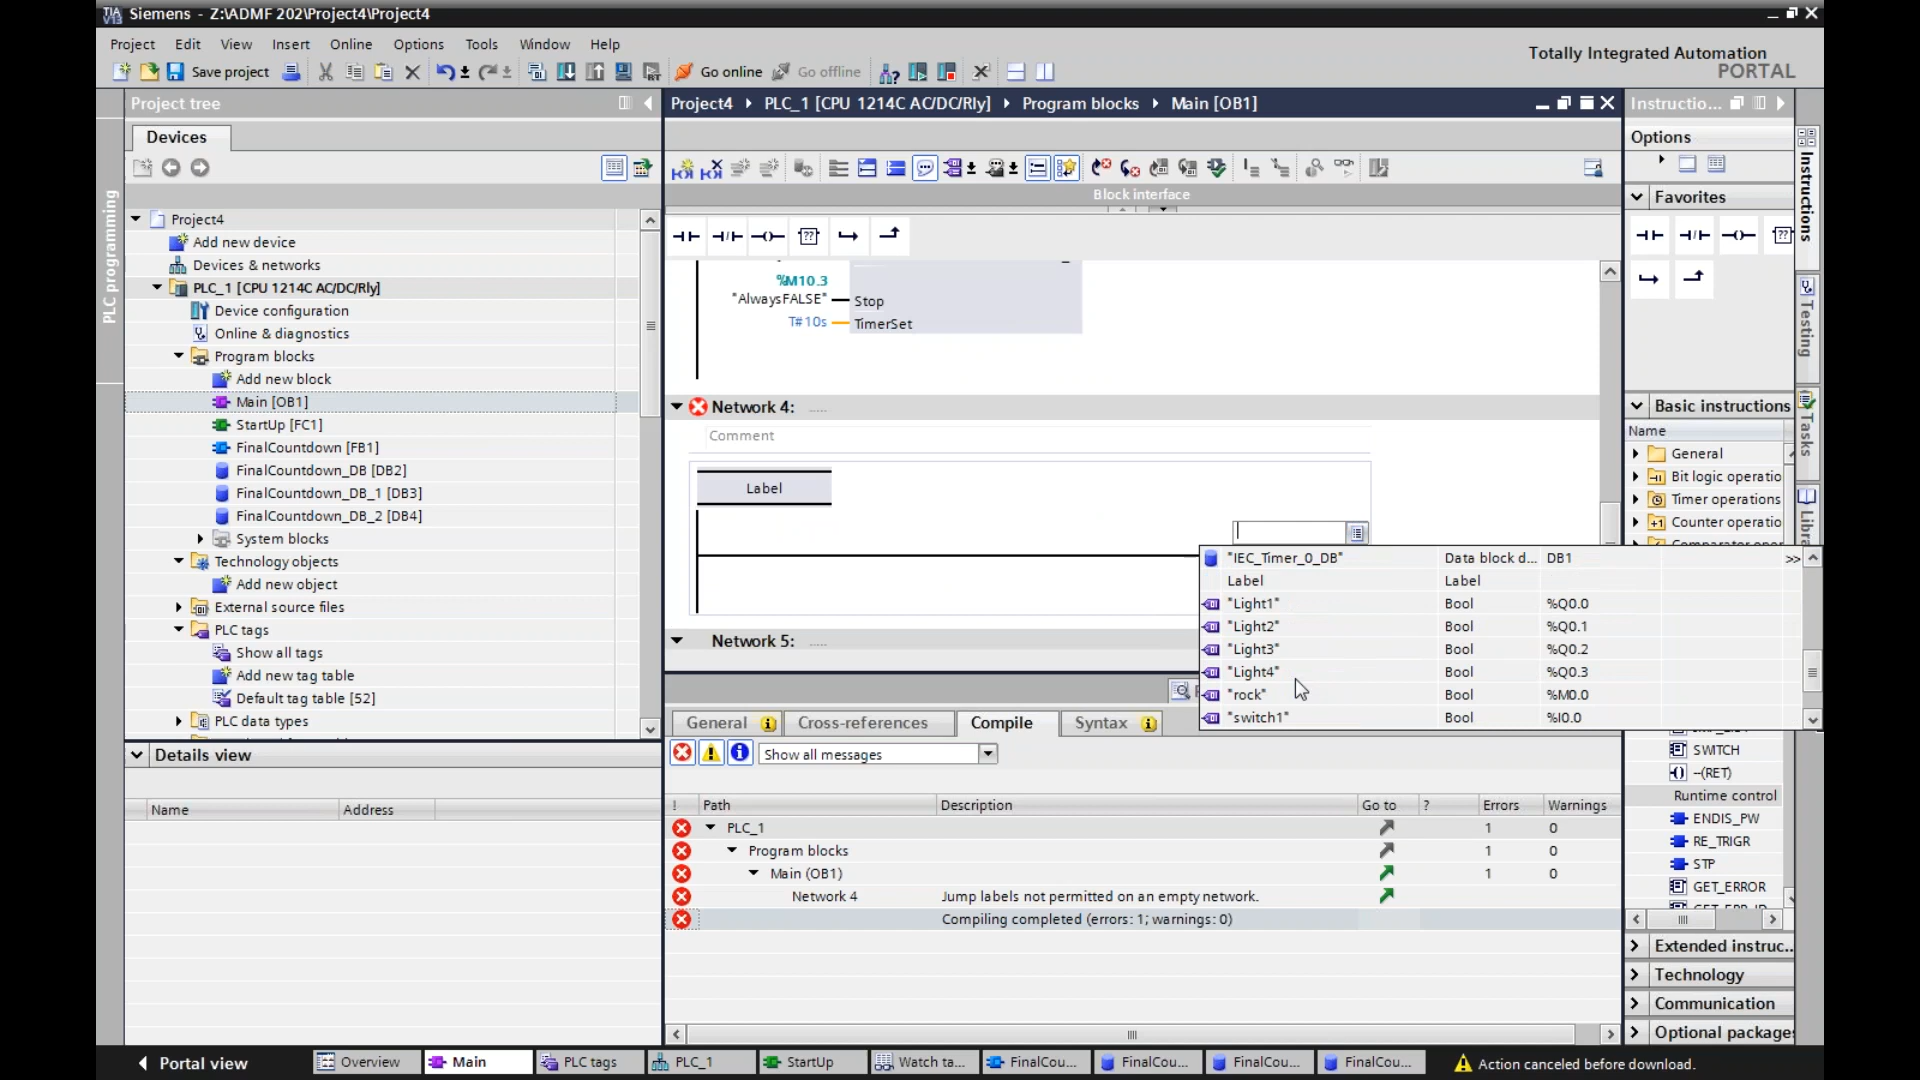 Siemens - Z:\ADMF 202\Project4\Project4
Project Edit View Insert Online Options Tools Window Help
Totally Integrated Automation
PORTAL
Save project
Go online
Go offline
Project tree
Project4 PLC_1 [CPU 1214C AC/DC/Rly] Program blocks Main [OB1]
Instructio...
Devices
Options
PLC programming
Block interface
Favorites
Instructions
Testing
Tasks
Project4
Add new device
Devices & networks
PLC_1 [CPU 1214C AC/DC/Rly]
Device configuration
Online & diagnostics
Program blocks
Add new block
Main [OB1]
StartUp [FC1]
FinalCountdown [FB1]
FinalCountdown_DB [DB2]
FinalCountdown_DB_1 [DB3]
FinalCountdown_DB_2 [DB4]
System blocks
Technology objects
Add new object
External source files
PLC tags
Show all tags
Add new tag table
Default tag table [52]
PLC data types
%M10.3
"AlwaysFALSE" Stop
T#10s TimerSet
Network 4: .....
Comment
Label
Network 5: .....
"IEC_Timer_0_DB" Data block d... DB1 >>
Label Label
"Light1" Bool %Q0.0
"Light2" Bool %Q0.1
"Light3" Bool %Q0.2
"Light4" Bool %Q0.3
"rock" Bool %M0.0
"switch1" Bool %I0.0
Basic instructions
Name
General
Bit logic operatio
Timer operations
Counter operatio
SWITCH
-(RET)
Runtime control
ENDIS_PW
RE_TRIGR
STP
GET_ERROR
Extended instruc...
Technology
Communication
Optional packages
General Cross-references Compile Syntax
Show all messages
! Path Description Go to ? Errors Warnings
PLC_1 1 0
Program blocks 1 0
Main (OB1) 1 0
Network 4 Jump labels not permitted on an empty network.
Compiling completed (errors: 1; warnings: 0)
Details view
Name Address
Portal view
Overview
Main
PLC tags
PLC_1
StartUp
Watch ta...
FinalCou...
FinalCou...
FinalCou...
FinalCou...
Action canceled before download.